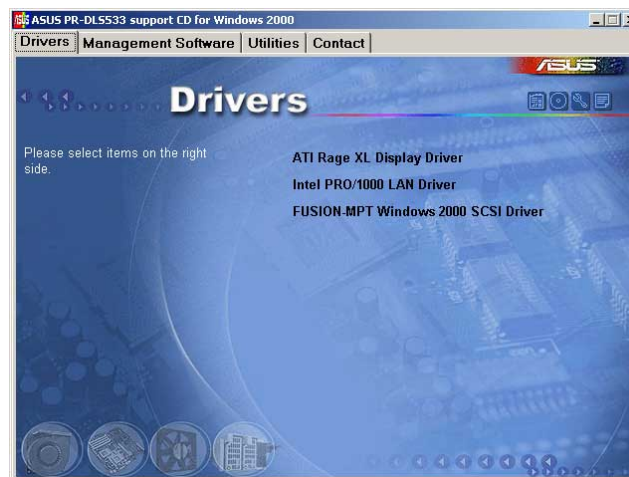 ASUS PR-DLS533 support CD for Windows 2000
Drivers Management Software Utilities Contact
ASUS
Drivers
Please select items on the right
side.
ATI Rage XL Display Driver
Intel PRO/1000 LAN Driver
FUSION-MPT Windows 2000 SCSI Driver